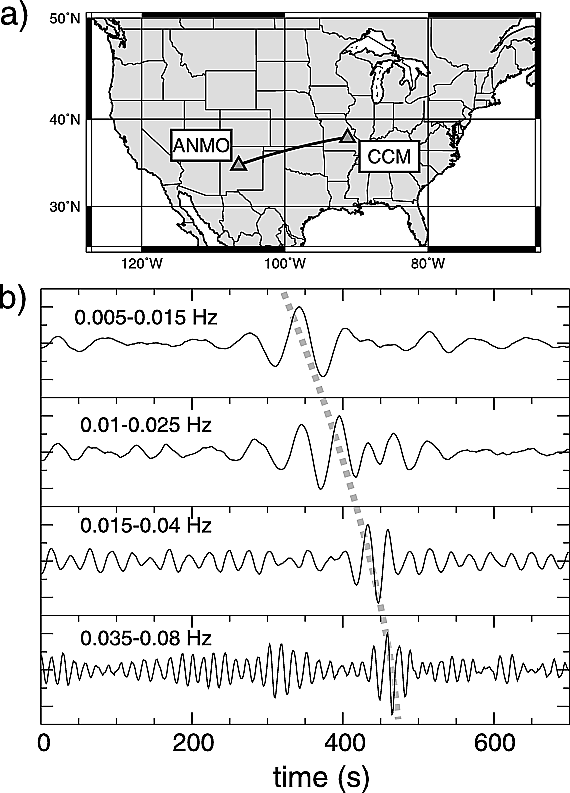 a)
50°N
40°N
30°N
ANMO
CCM
120°W
100°W
80°W
b)
0.005-0.015 Hz
0.01-0.025 Hz
0.015-0.04 Hz
0.035-0.08 Hz
0
200
400
600
time (s)